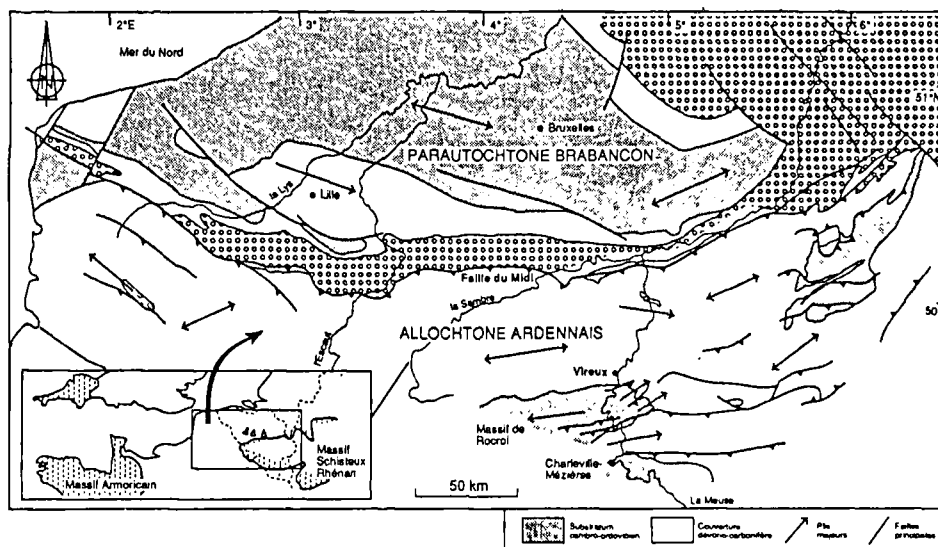 2°E
3°
4°
5°
6°
Mer du Nord
51°N
Bruxelles
PARAUTOCHTONE BRABANCON
la Lys
Lille
Faille du Midi
la Sambre
50°
ALLOCHTONE ARDENNAIS
l'Escaut
Vireux
Massif de
Rocroi
Massif
Schisteux
Rhénan
Massif Armoricain
Charleville-
Mézières
50 km
La Meuse
Substratum
cambro-ordovicien
Couverture
dévono-carbonifère
Plis
majeurs
Failles
principales